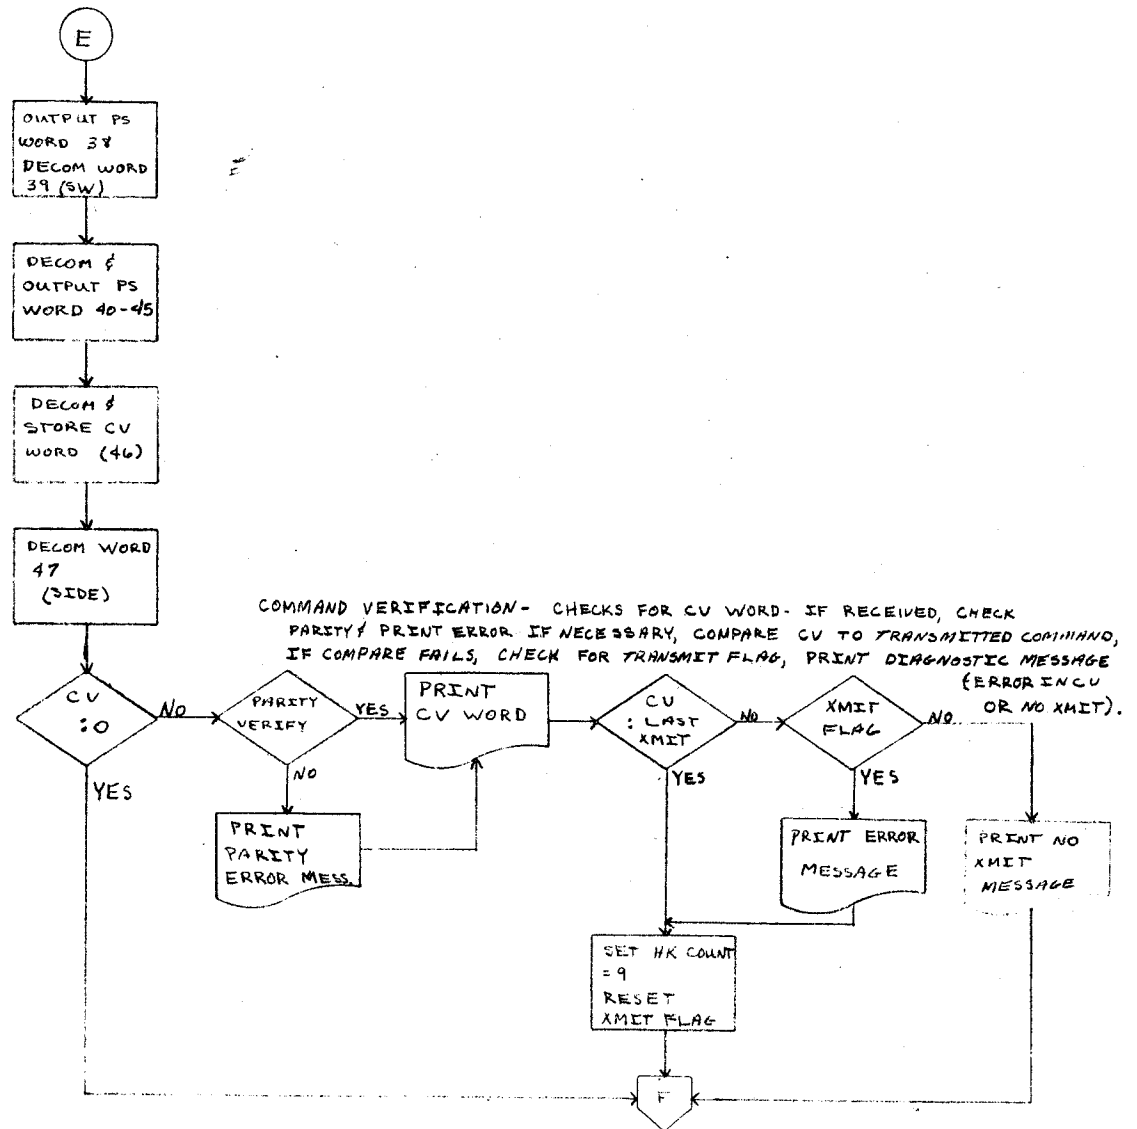 E
OUTPUT PS
WORD 38
DECOM WORD
39 (SW)
DECOM &
OUTPUT PS
WORD 40-45
DECOM &
STORE CV
WORD (46)
DECOM WORD
47
(SIDE)
COMMAND VERIFICATION- CHECKS FOR CV WORD- IF RECEIVED, CHECK
PARITY & PRINT ERROR IF NECESSARY, COMPARE CV TO TRANSMITTED COMMAND,
IF COMPARE FAILS, CHECK FOR TRANSMIT FLAG, PRINT DIAGNOSTIC MESSAGE
(ERROR IN CV
OR NO XMIT).
CV
:0
NO
YES
PARITY
VERIFY
YES
NO
PRINT
PARITY
ERROR MESS.
PRINT
CV WORD
CV
: LAST
XMIT
NO
YES
XMIT
FLAG
NO
YES
PRINT ERROR
MESSAGE
PRINT NO
XMIT
MESSAGE
SET HK COUNT
= 9
RESET
XMIT FLAG
F